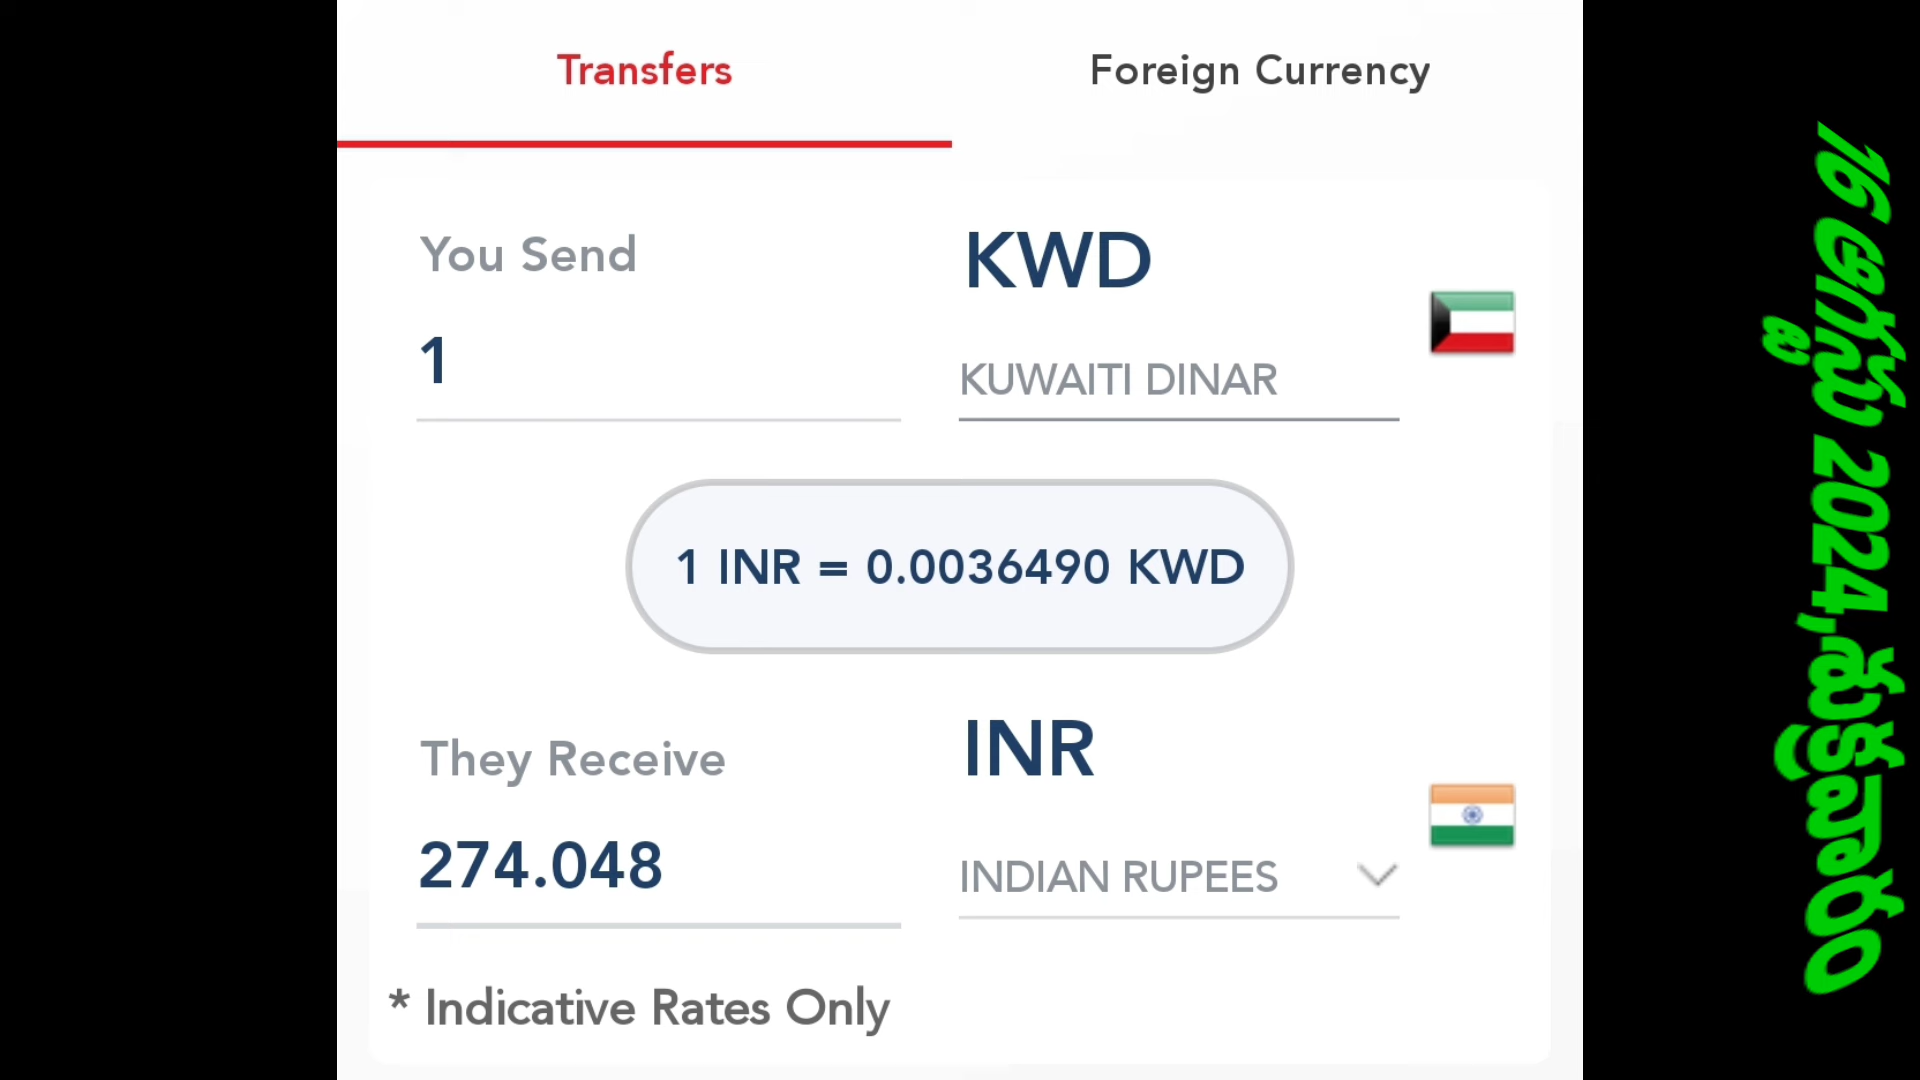 Transfers
Foreign Currency
You Send
KWD
1
KUWAITI DINAR
1 INR = 0.0036490 KWD
They Receive
INR
274.048
INDIAN RUPEES
* Indicative Rates Only
16 ఆగస్టు 2024,శుక్రవారం